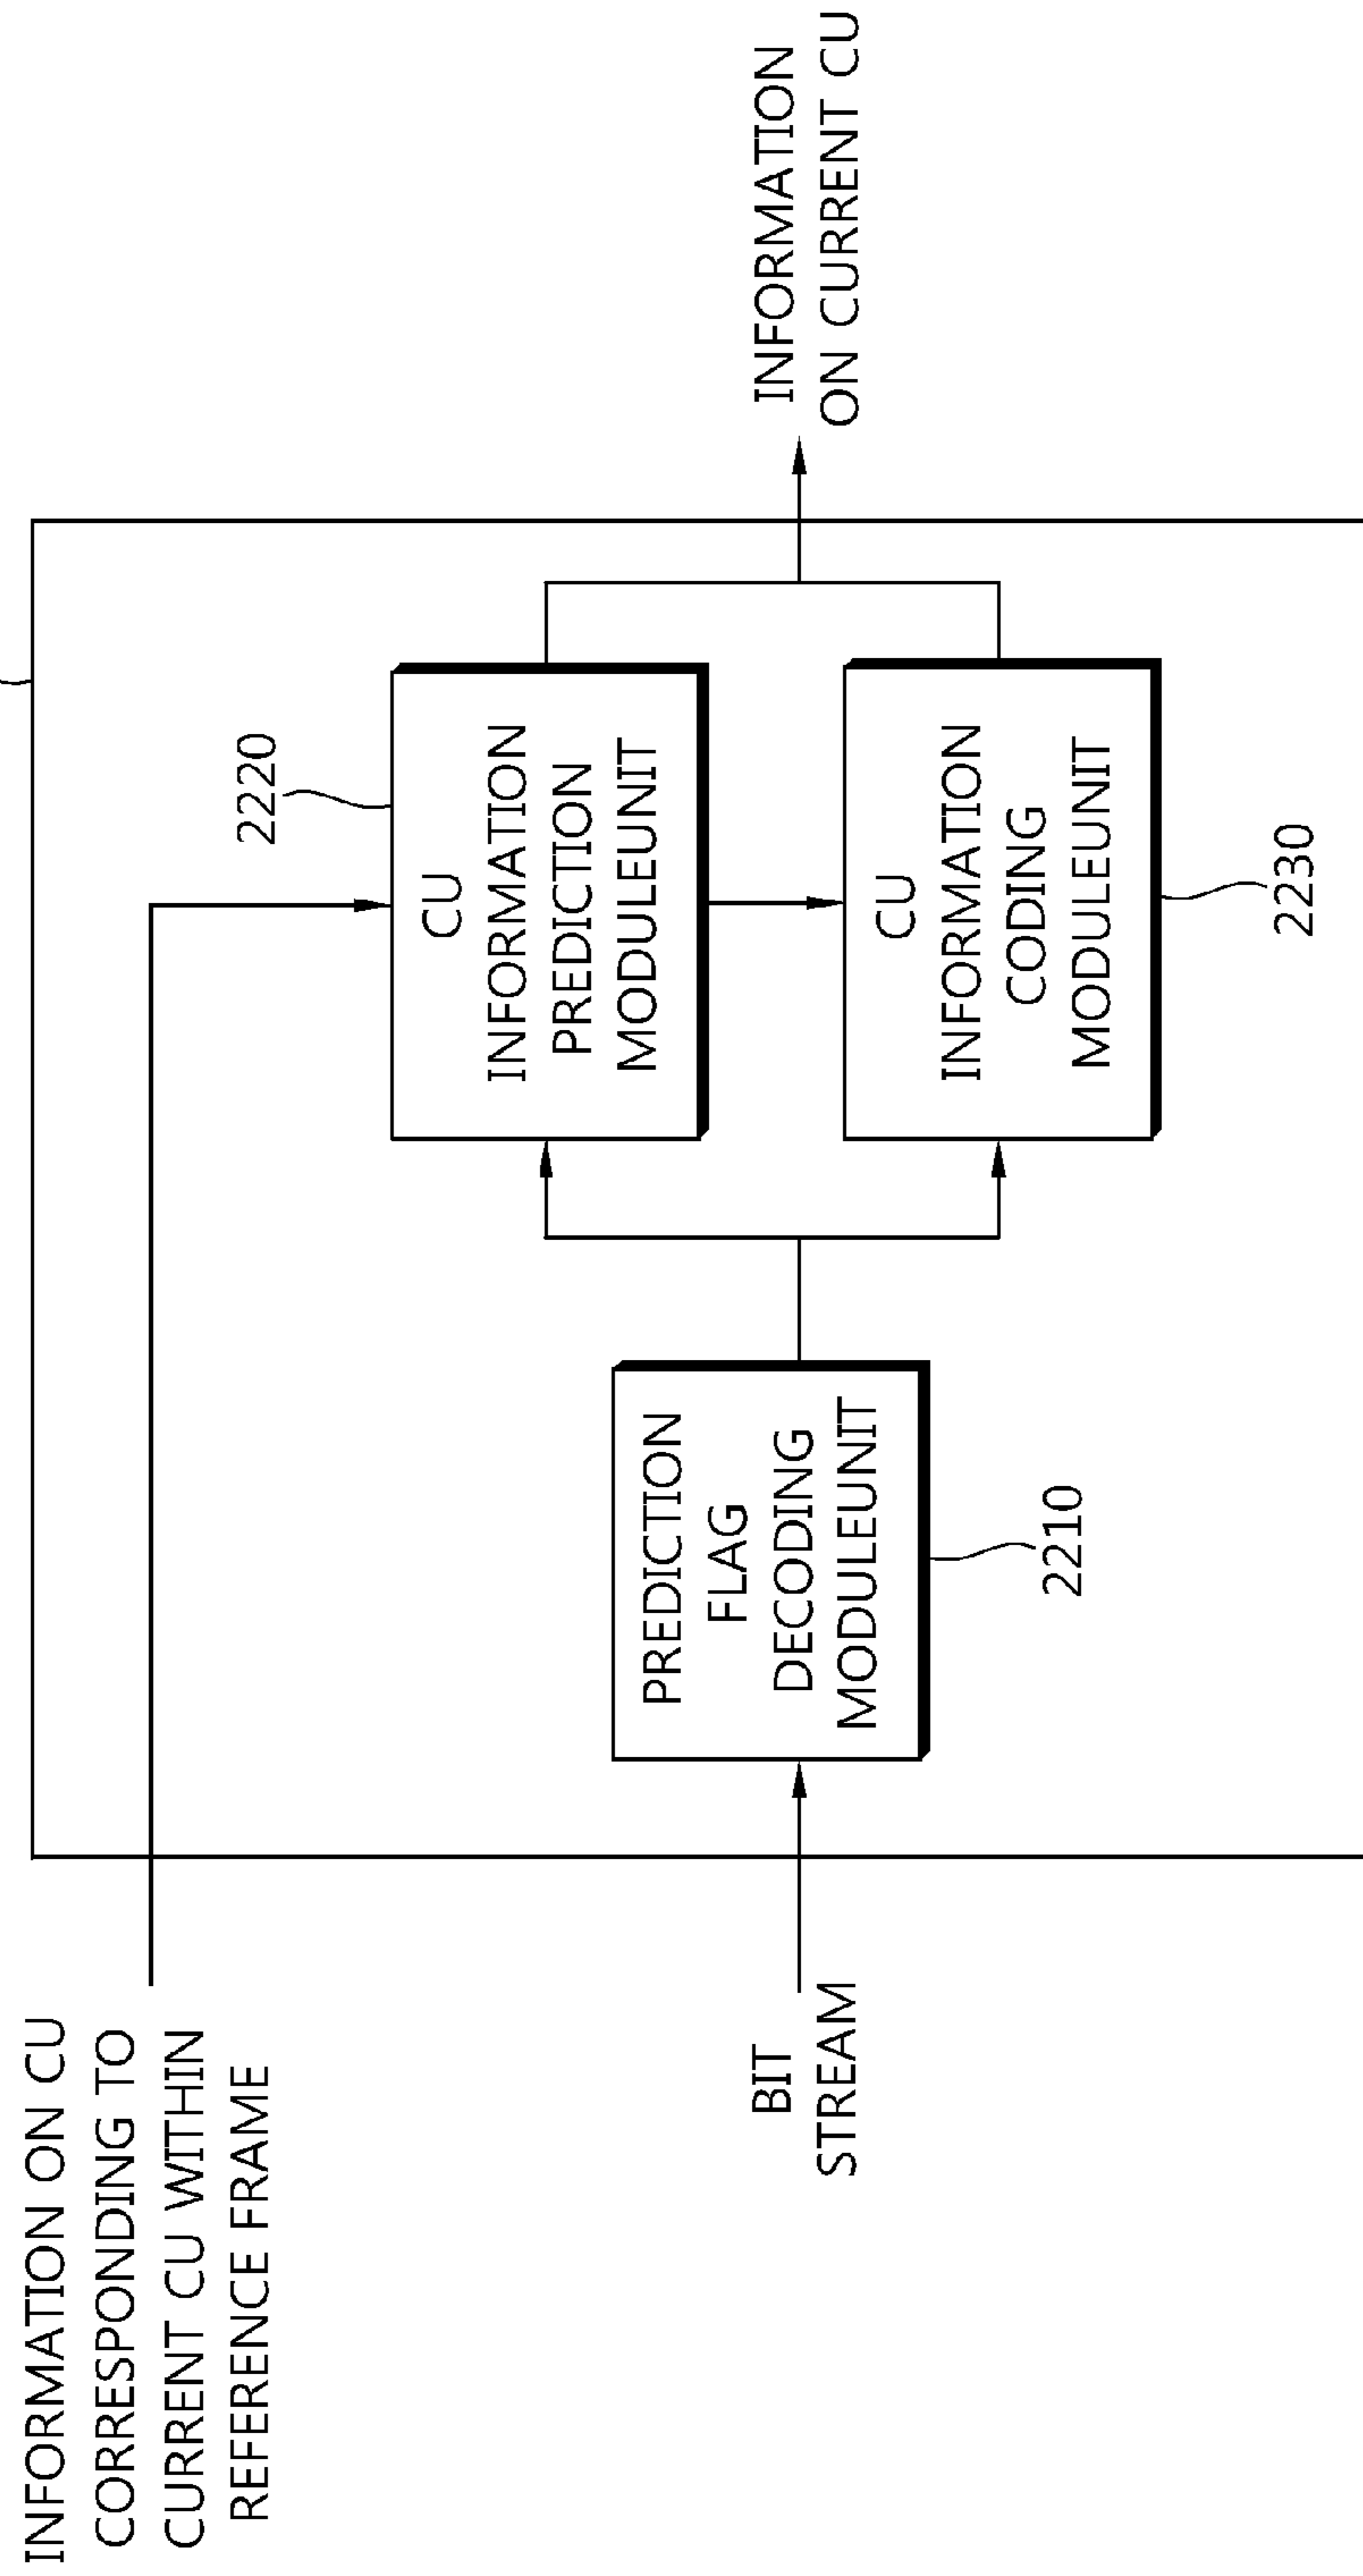 INFORMATION ON CU
CORRESPONDING TO
CURRENT CU WITHIN
REFERENCE FRAME
BIT
STREAM
PREDICTION
FLAG
DECODING
MODULEUNIT
2210
2220
CU
INFORMATION
PREDICTION
MODULEUNIT
CU
INFORMATION
CODING
MODULEUNIT
2230
INFORMATION
ON CURRENT CU